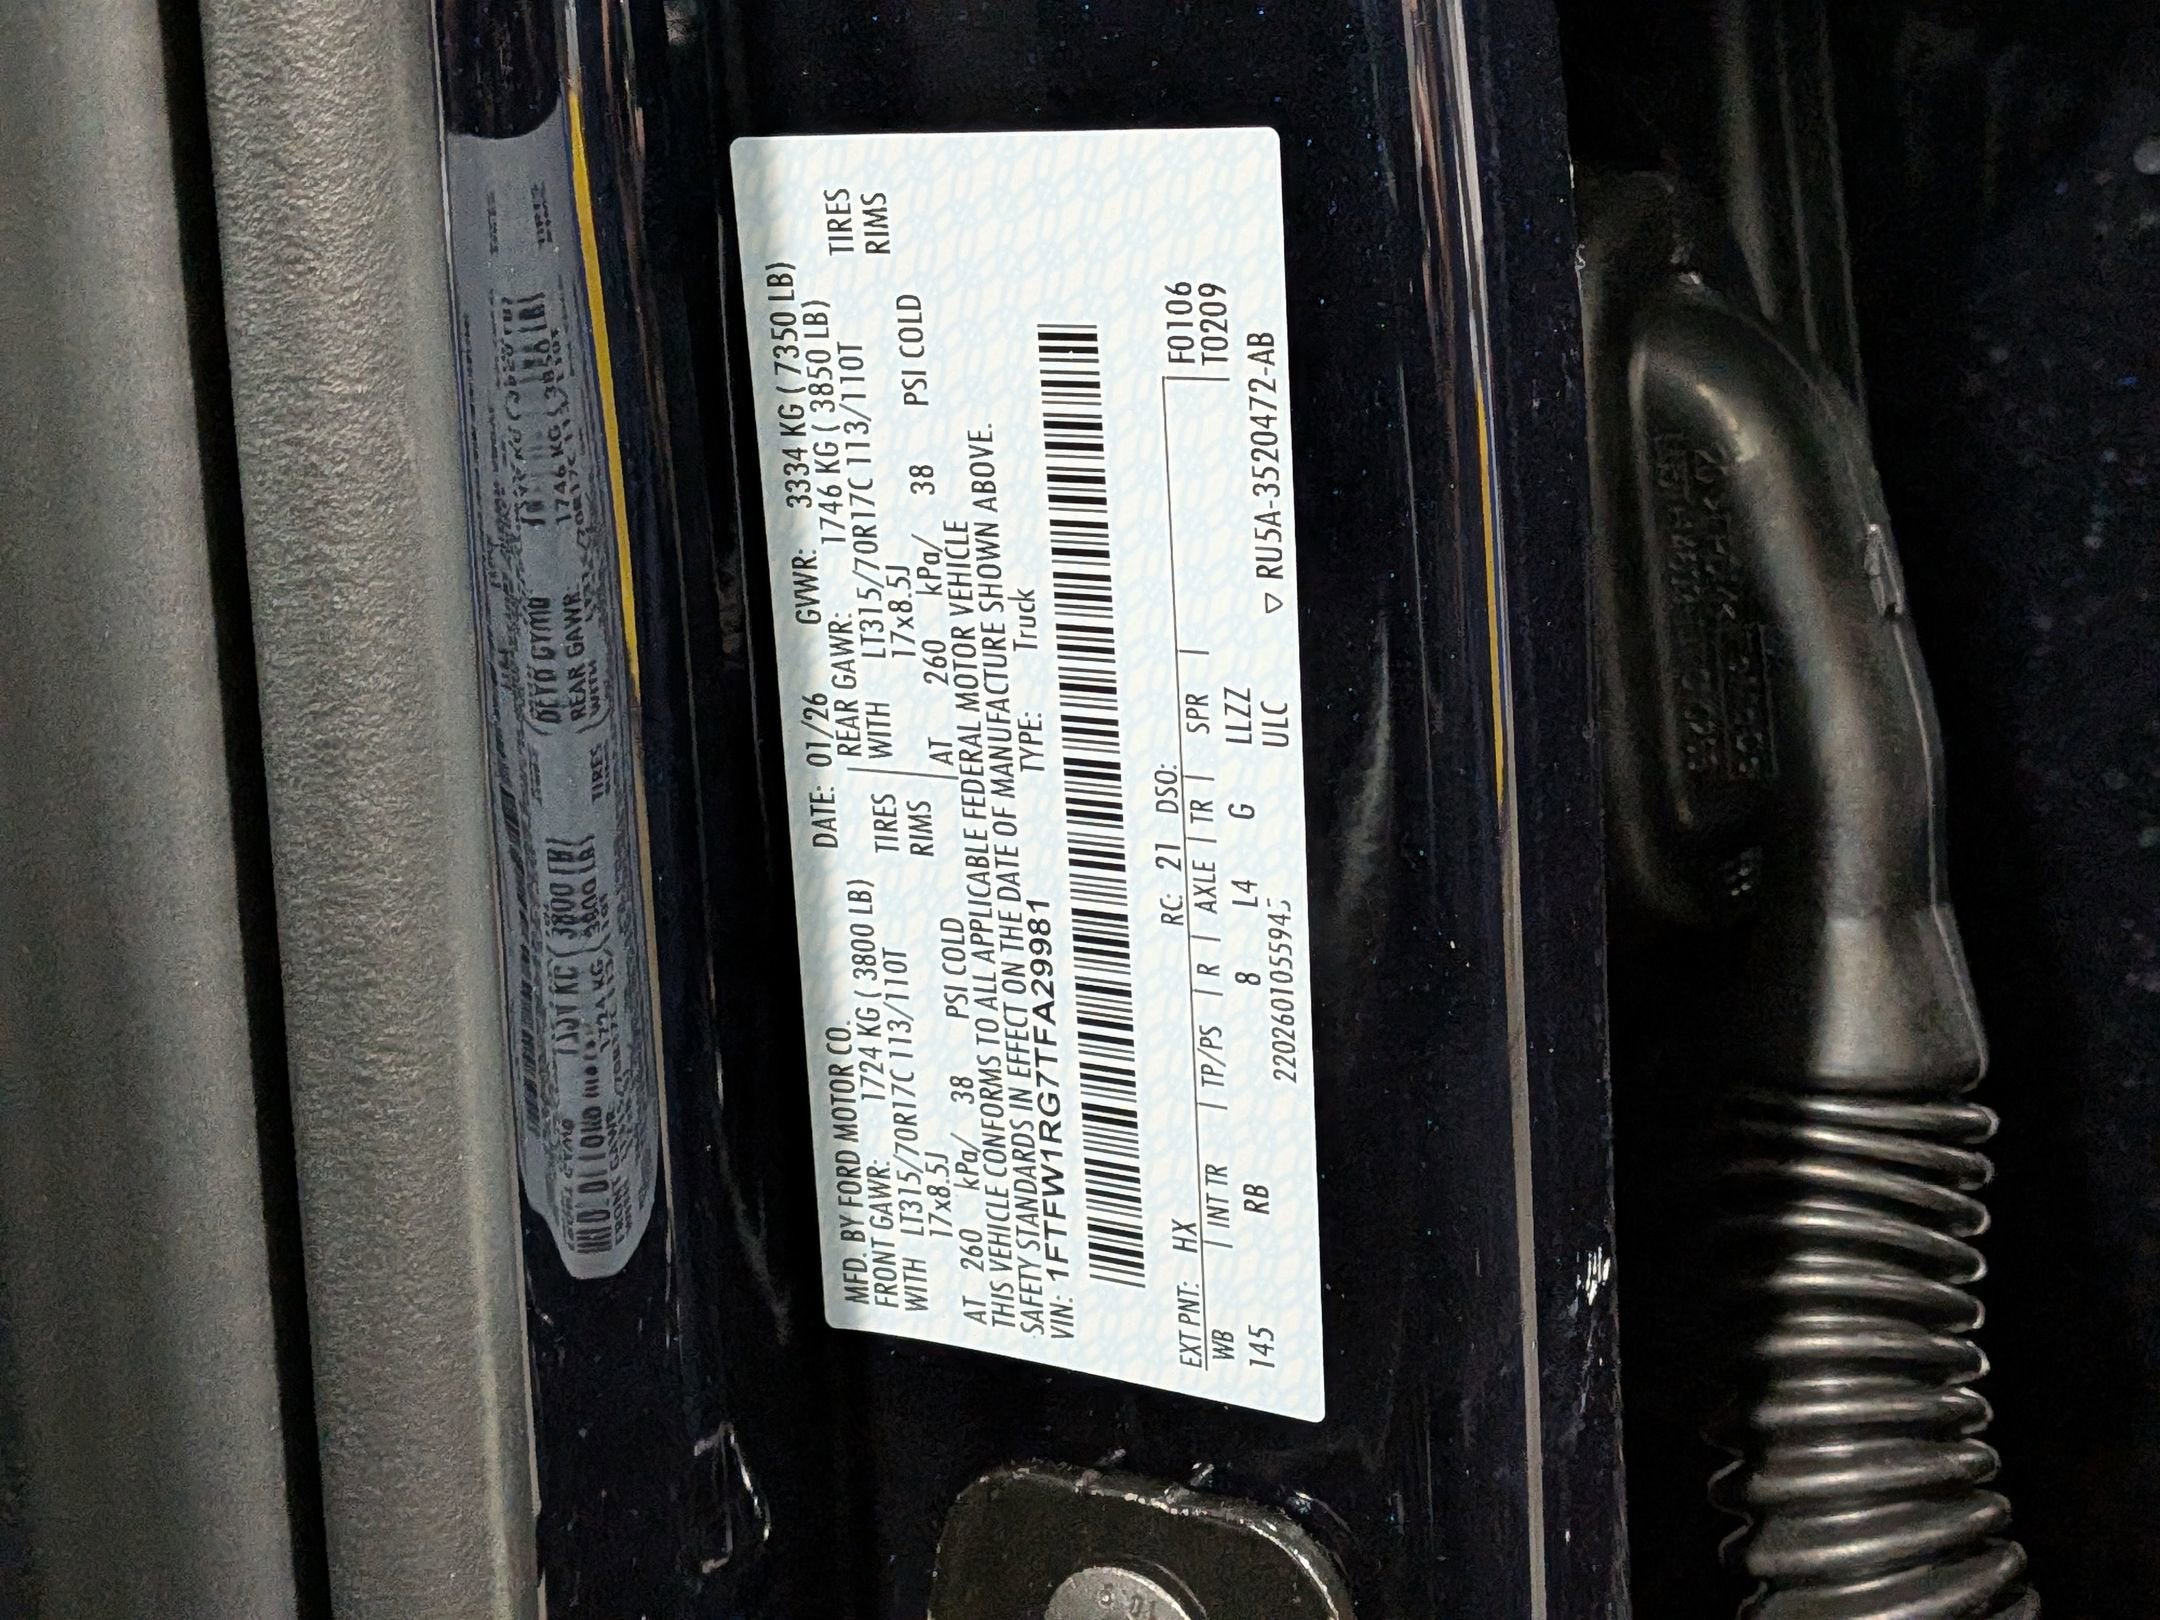 MFD. BY FORD MOTOR CO. DATE: 01/26 GVWR: 3334 KG ( 7350 LB)
FRONT GAWR: 1724 KG ( 3800 LB) REAR GAWR: 1746 KG ( 3850 LB)
WITH LT315/70R17C 113/110T TIRES WITH LT315/70R17C 113/110T TIRES
17x8.5J RIMS 17x8.5J RIMS
AT 260 kPa/ 38 PSI COLD AT 260 kPa/ 38 PSI COLD
THIS VEHICLE CONFORMS TO ALL APPLICABLE FEDERAL MOTOR VEHICLE
SAFETY STANDARDS IN EFFECT ON THE DATE OF MANUFACTURE SHOWN ABOVE.
VIN: 1FTFW1RG7TFA29981 TYPE: Truck
EXT PNT: HX RC: 21 DSO: F0106
WB INT TR TP/PS R AXLE TR SPR T0209
145 RB 8 L4 G LLZZ
2202601055945 ULC ▽ RU5A-3520472-AB